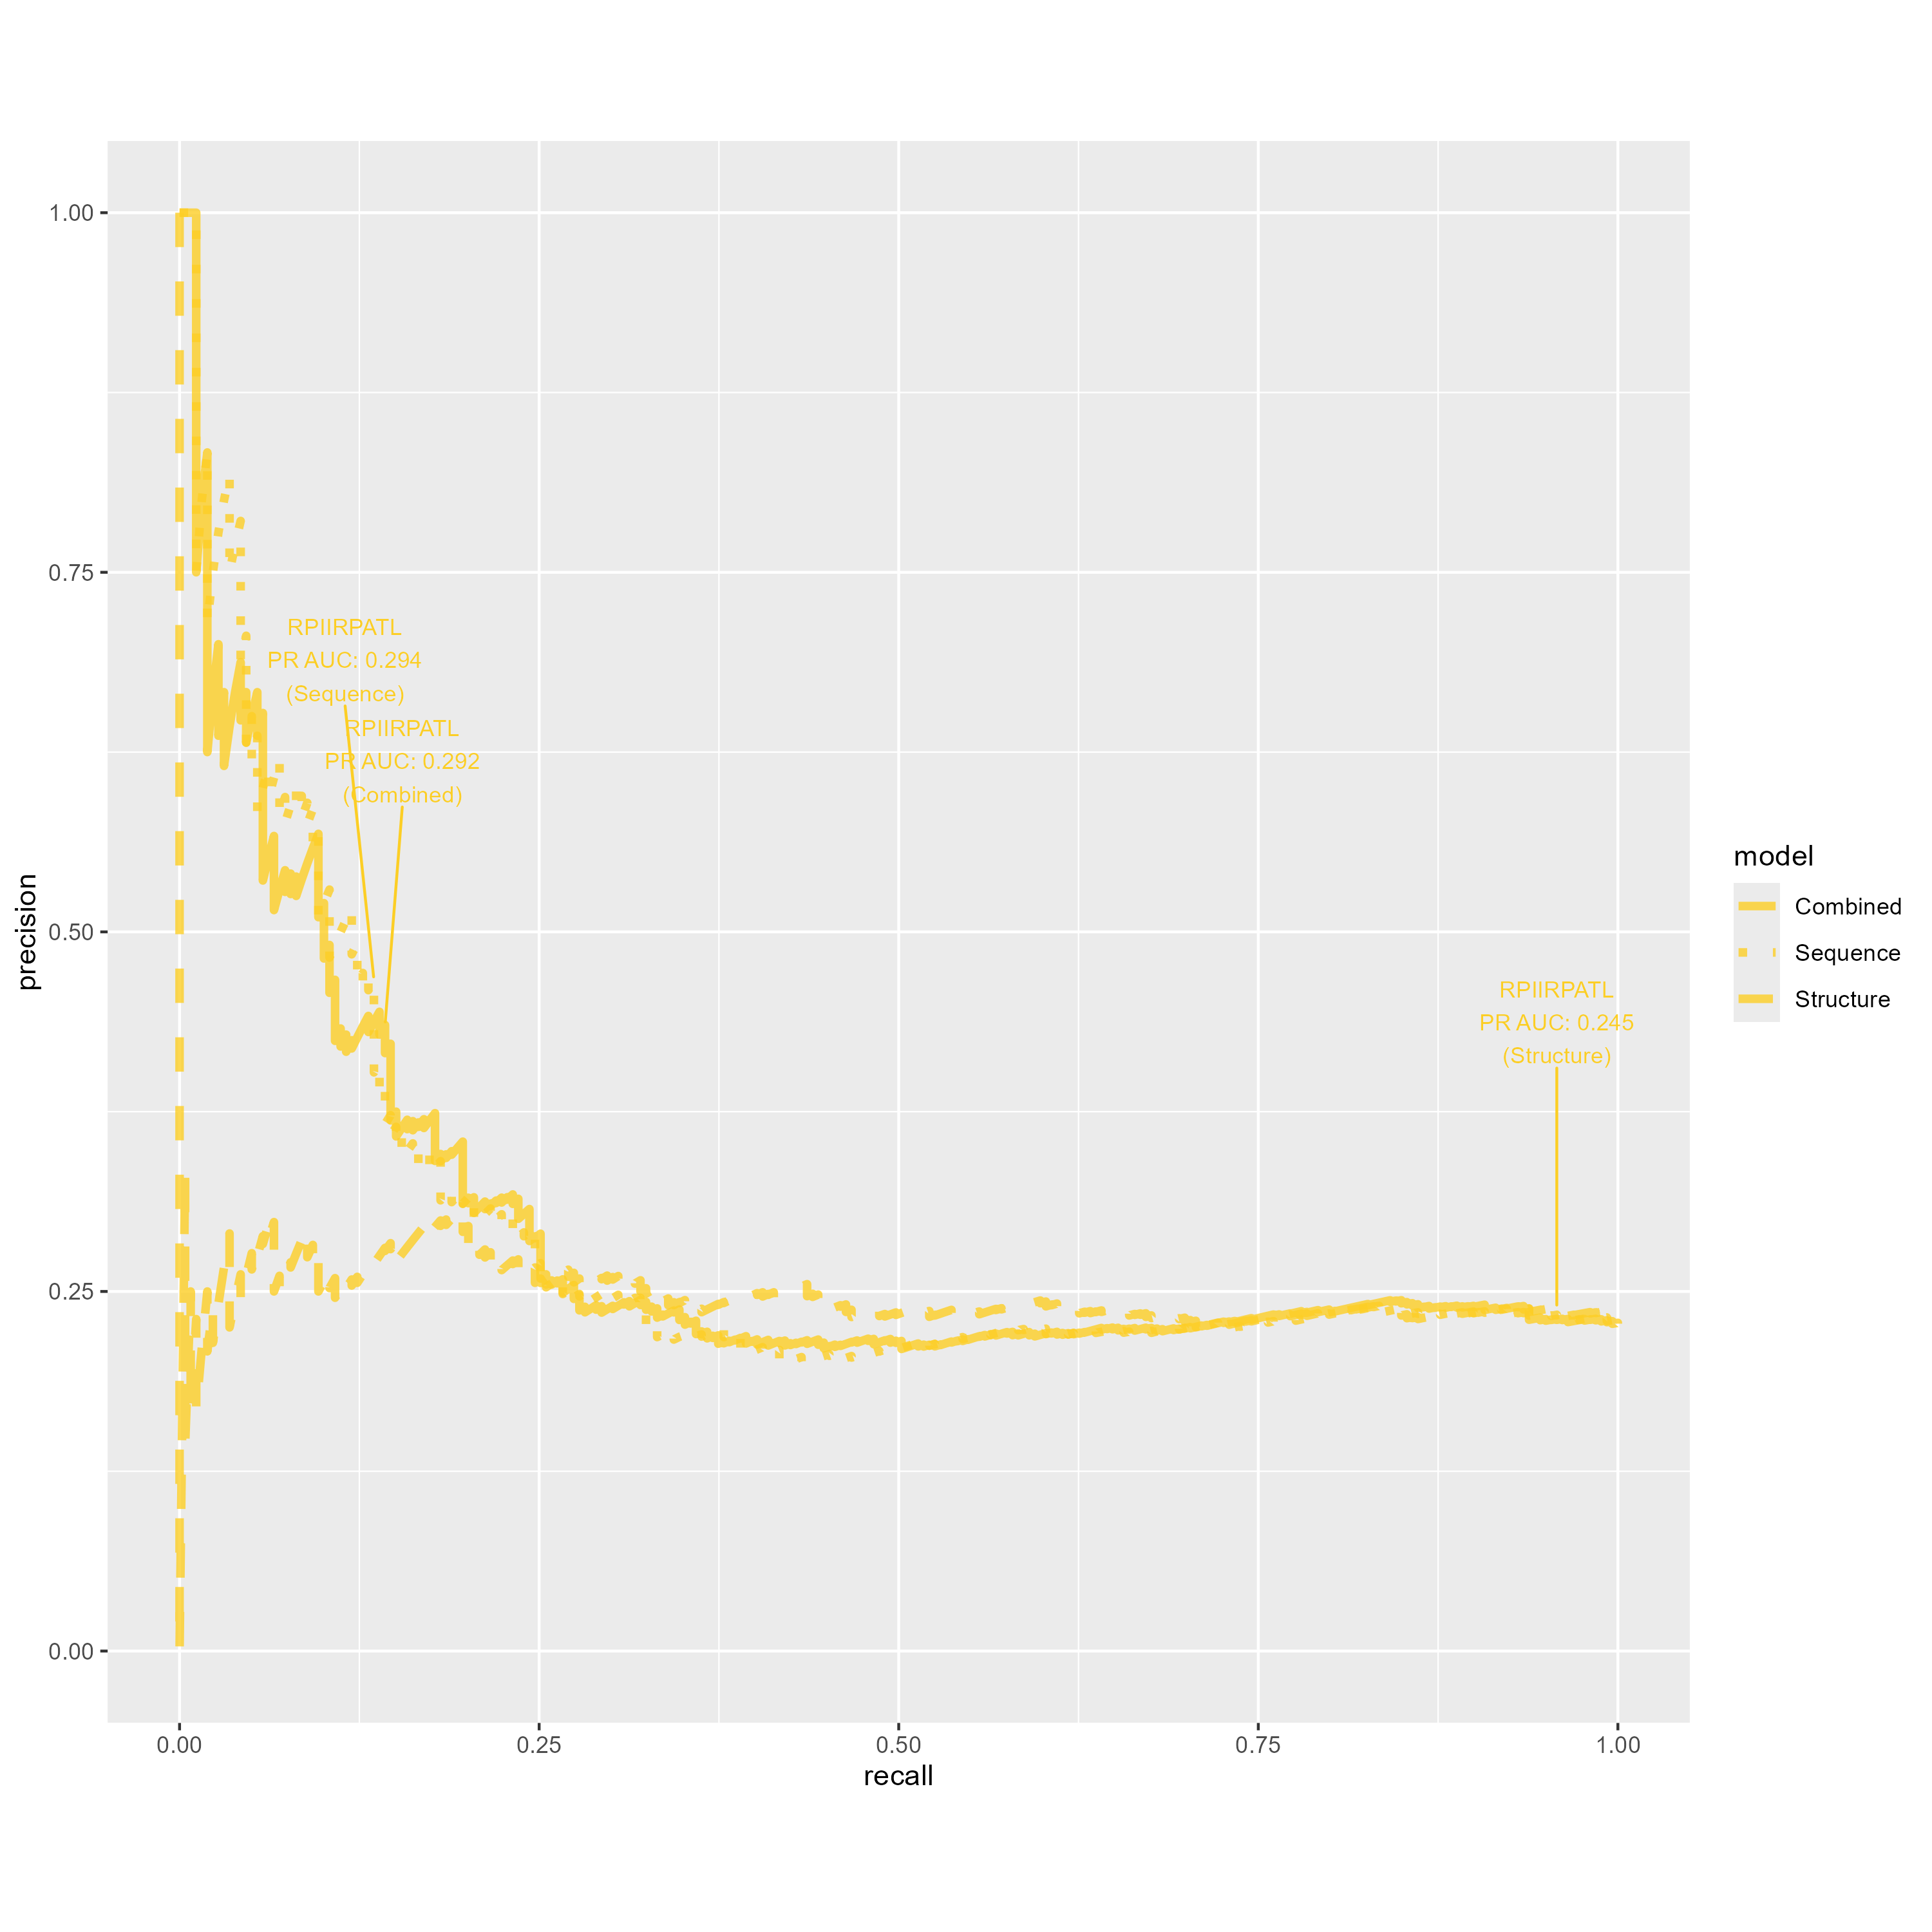 1.00
0.75
0.50
0.25
0.00
precision
RPIIRPATL
PR AUC: 0.294
(Sequence)
RPIIRPATL
PR AUC: 0.292
(Combined)
RPIIRPATL
PR AUC: 0.245
(Structure)
0.00
0.25
0.50
0.75
1.00
recall
model
Combined
Sequence
Structure